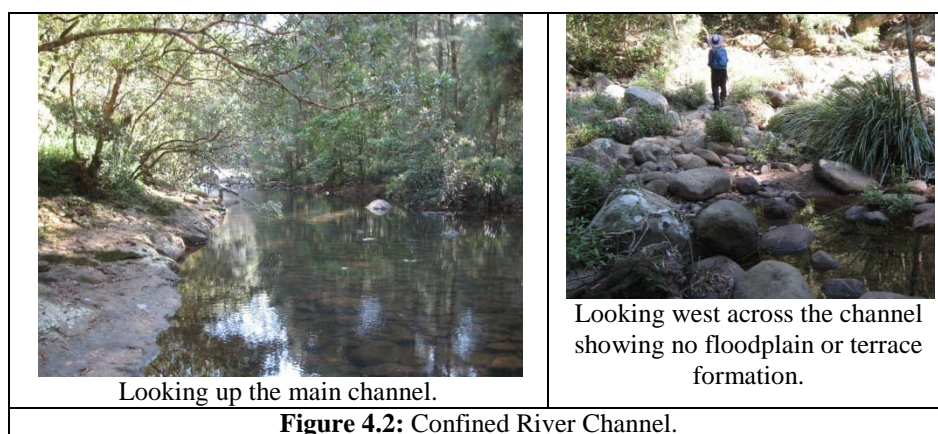 Looking up the main channel.
Looking west across the channel
showing no floodplain or terrace
formation.
Figure 4.2: Confined River Channel.